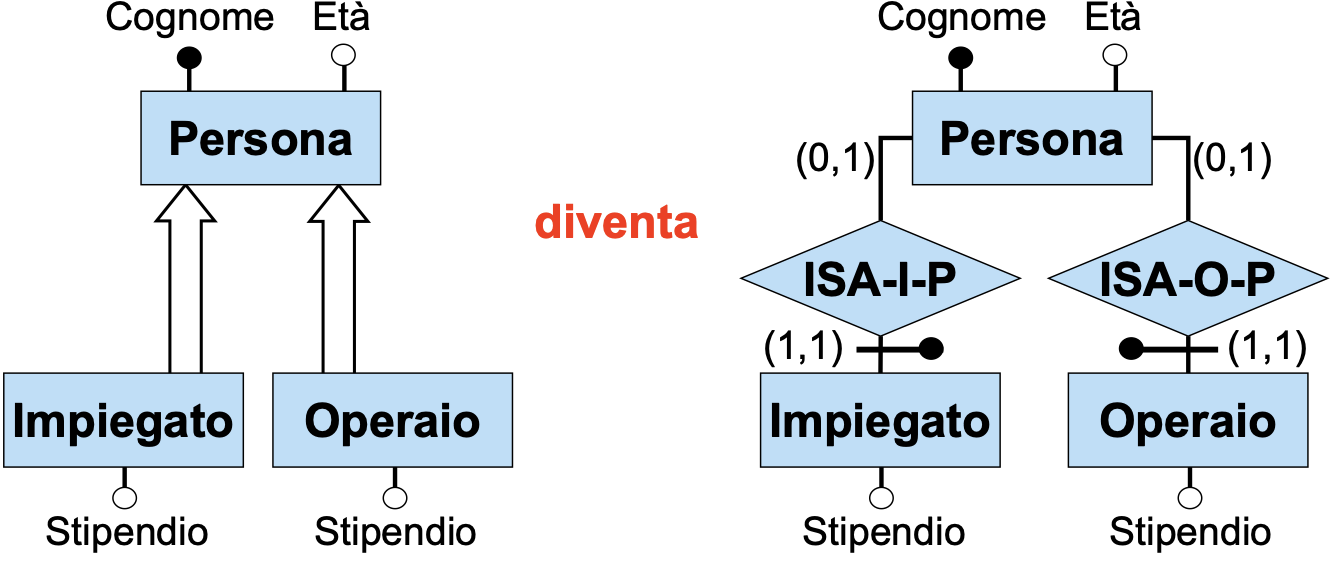 Cognome Età
Persona
Impiegato Operaio
Stipendio Stipendio
diventa
Cognome Età
Persona
(0,1) (0,1)
ISA-I-P ISA-O-P
(1,1) (1,1)
Impiegato Operaio
Stipendio Stipendio